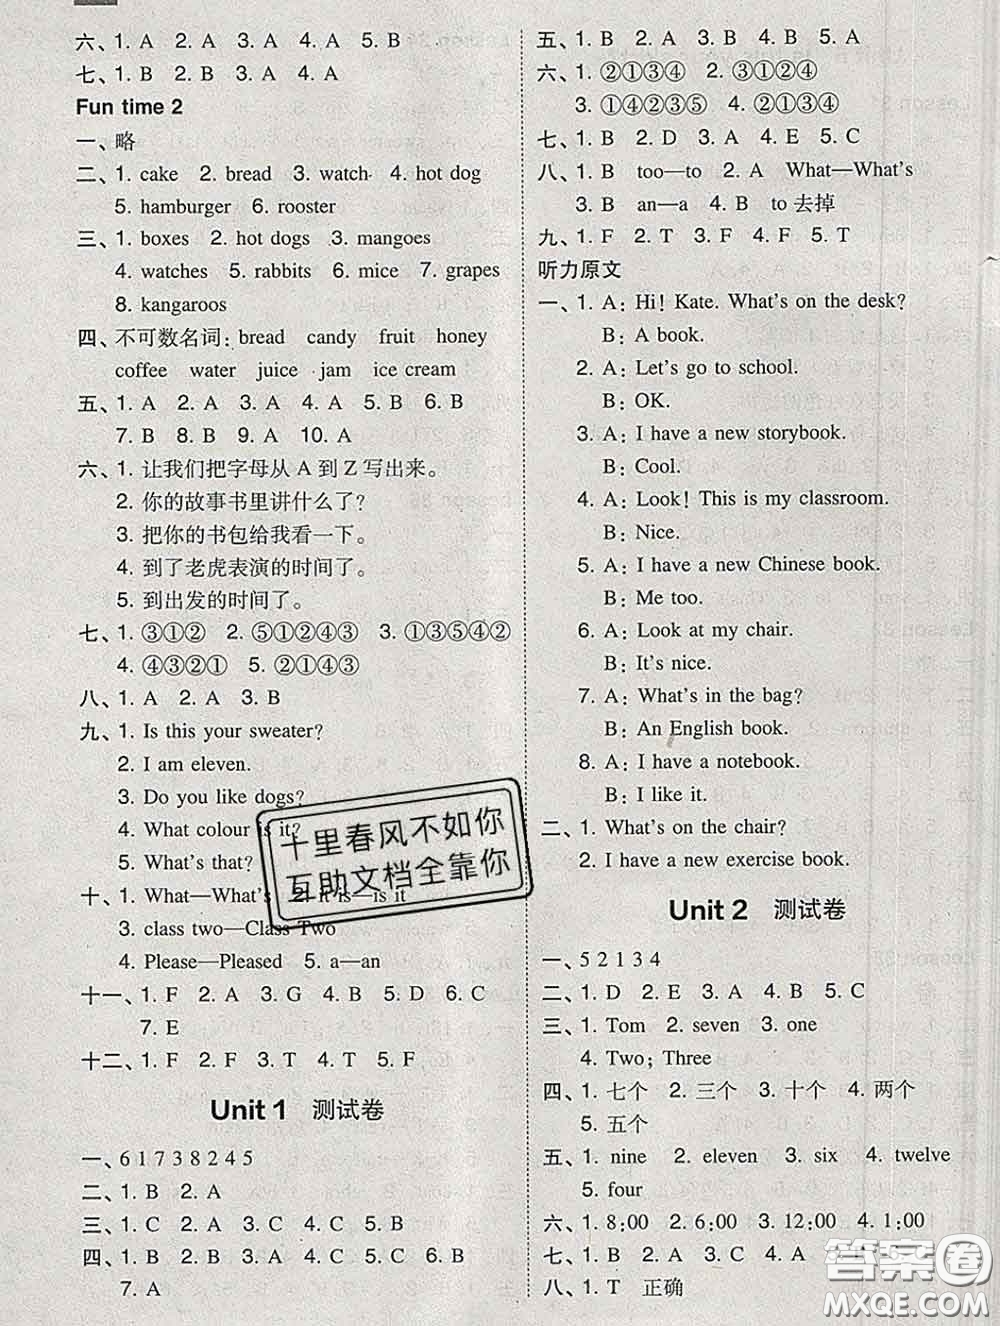 六、1. A 2. A 3. A 4. A 5. B
七、1. B 2. B 3. A 4. A
Fun time 2
一、略
二、1. cake 2. bread 3. watch 4. hot dog
5. hamburger 6. rooster
三、1. boxes 2. hot dogs 3. mangoes
4. watches 5. rabbits 6. mice 7. grapes
8. kangaroos
四、不可数名词：bread candy fruit honey
coffee water juice jam ice cream
五、1. A 2. A 3. A 4. A 5. B 6. B
7. B 8. B 9. A 10. A
六、1. 让我们把字母从 A 到 Z 写出来。
2. 你的故事书里讲什么了？
3. 把你的书包给我看一下。
4. 到了老虎表演的时间了。
5. 到出发的时间了。
七、1. ③①② 2. ⑤①②④③ 3. ①③⑤④②
4. ④③②① 5. ②①④③
八、1. A 2. A 3. B
九、1. Is this your sweater?
2. I am eleven.
3. Do you like dogs?
4. What colour is it?
5. What's that?
十、1. What—What's 2. it is—is it
3. class two—Class Two
4. Please—Pleased 5. a—an
十一、1. F 2. A 3. G 4. B 5. D 6. C
7. E
十二、1. F 2. F 3. T 4. T 5. F
Unit 1 测试卷
一、6 1 7 3 8 2 4 5
二、1. B 2. A
三、1. C 2. A 3. C 4. A 5. B
四、1. B 2. B 3. A 4. B 5. C 6. B
7. A
五、1. B 2. A 3. B 4. B 5. A
六、1. ②①③④ 2. ②①③④
3. ①④②③⑤ 4. ②①③④
七、1. B 2. D 3. A 4. E 5. C
八、1. B too—to 2. A What—What's
3. B an—a 4. B to 去掉
九、1. F 2. T 3. F 4. F 5. T
听力原文
一、1. A: Hi! Kate. What's on the desk?
B: A book.
2. A: Let's go to school.
B: OK.
3. A: I have a new storybook.
B: Cool.
4. A: Look! This is my classroom.
B: Nice.
5. A: I have a new Chinese book.
B: Me too.
6. A: Look at my chair.
B: It's nice.
7. A: What's in the bag?
B: An English book.
8. A: I have a notebook.
B: I like it.
二、1. What's on the chair?
2. I have a new exercise book.
Unit 2 测试卷
一、5 2 1 3 4
二、1. D 2. E 3. A 4. B 5. C
三、1. Tom 2. seven 3. one
4. Two; Three
四、1. 七个 2. 三个 3. 十个 4. 两个
5. 五个
五、1. nine 2. eleven 3. six 4. twelve
5. four
六、1. 8:00 2. 6:00 3. 12:00 4. 1:00
七、1. B 2. A 3. C 4. A
八、1. T 正确
十里春风不如你
互助文档全靠你
答案圈
MXQE.COM